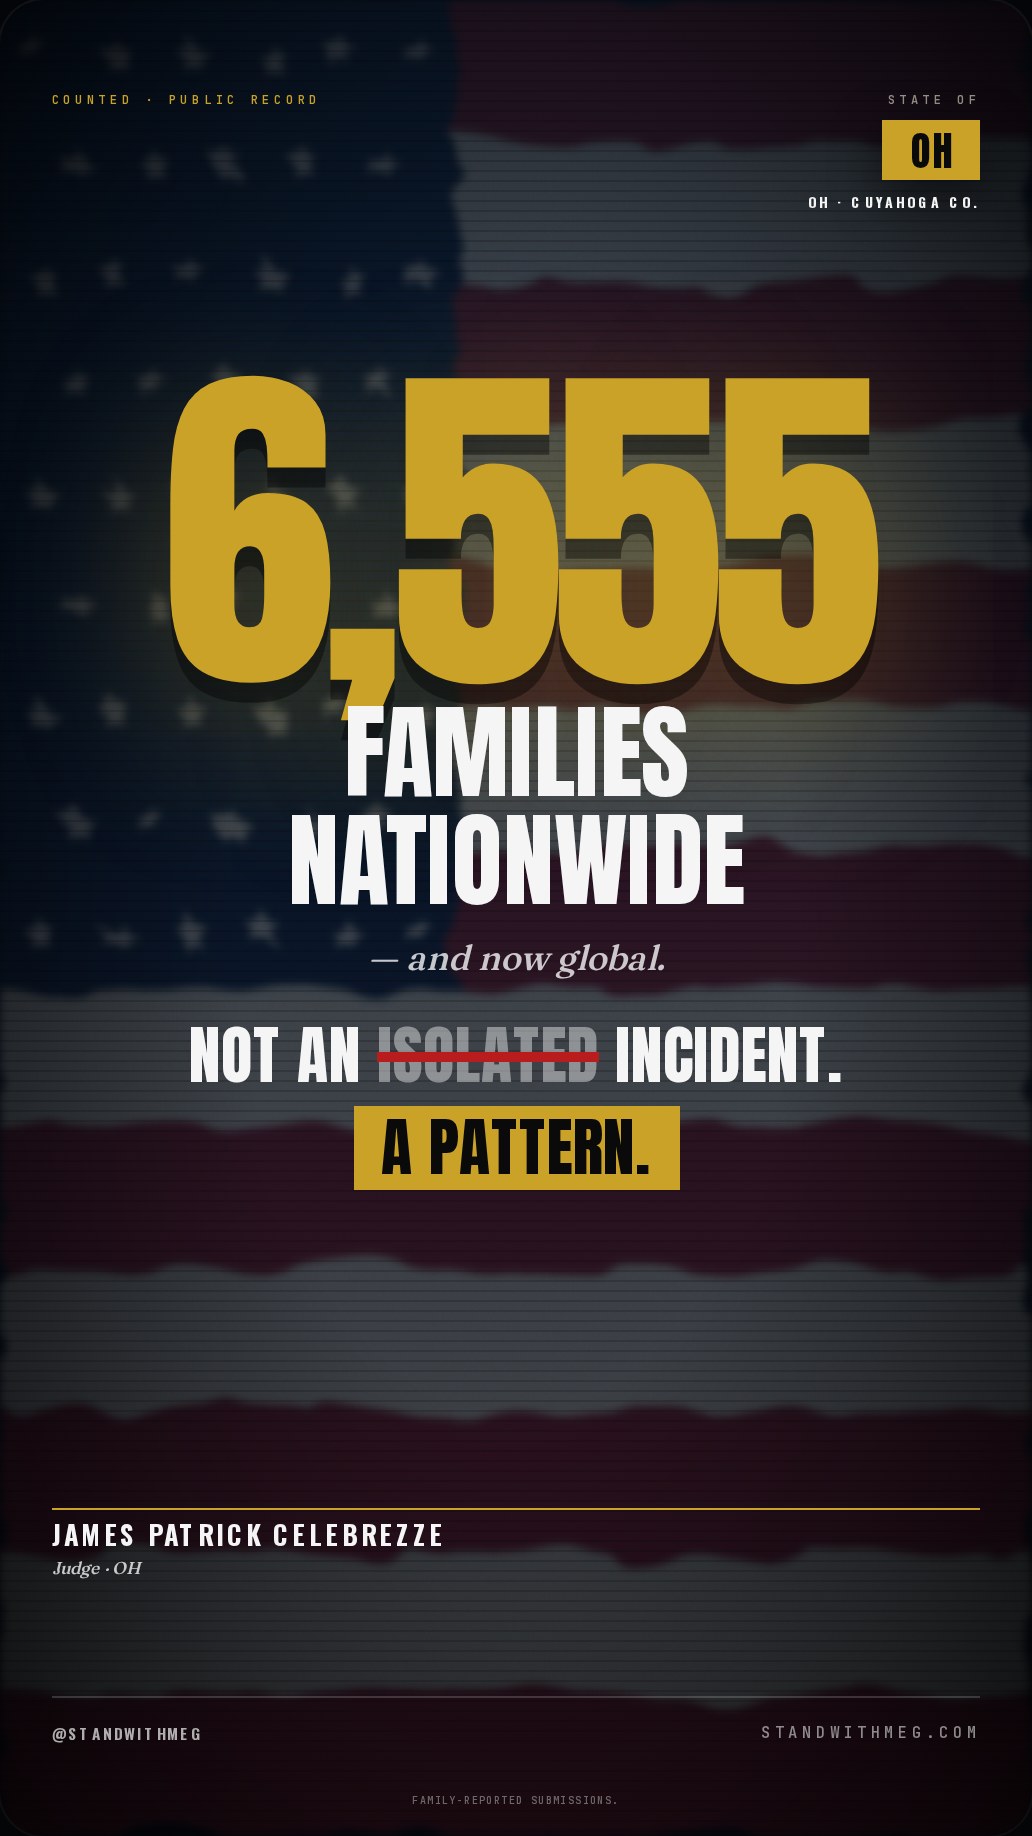 COUNTED · PUBLIC RECORD
STATE OF
OH
OH · CUYAHOGA CO.
6,555
FAMILIES
NATIONWIDE
— and now global.
NOT AN ISOLATED INCIDENT.
A PATTERN.
JAMES PATRICK CELEBREZZE
Judge · OH
@STANDWITHMEG
STANDWITHMEG.COM
FAMILY-REPORTED SUBMISSIONS.